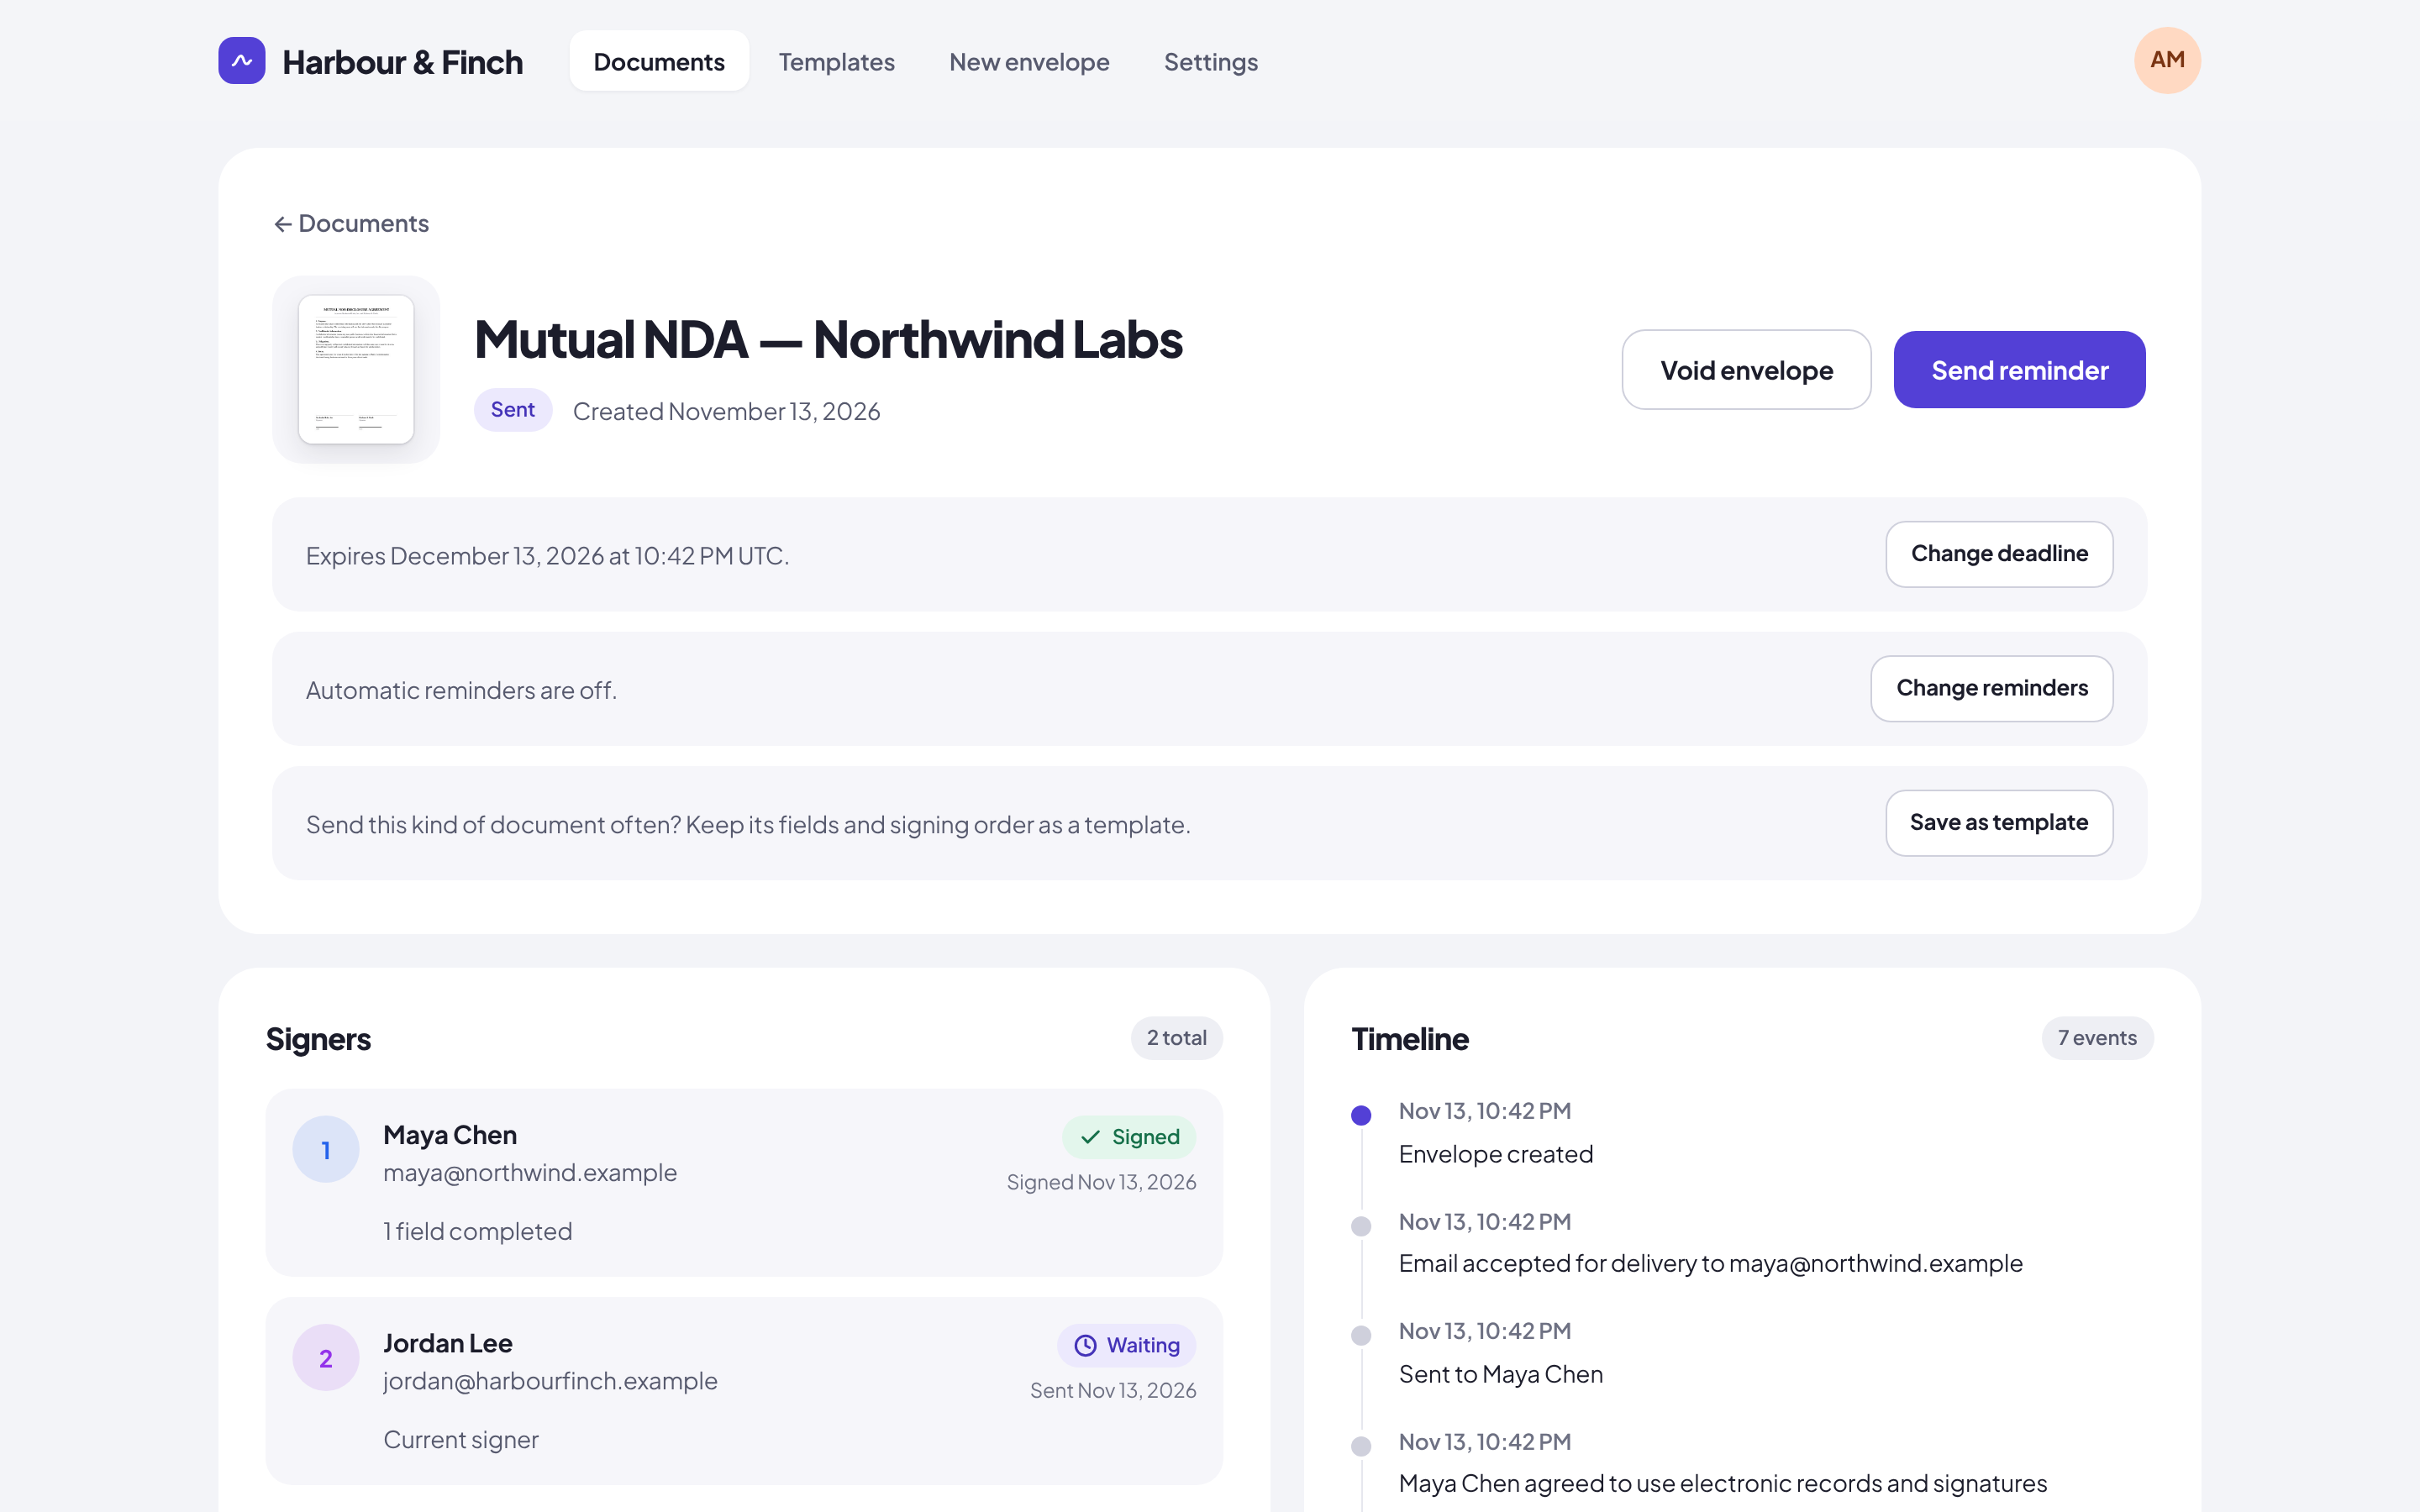 Harbour & Finch
Documents
Templates
New envelope
Settings
AM
← Documents
MUTUAL NON-DISCLOSURE AGREEMENT
Mutual NDA — Northwind Labs
Sent
Created November 13, 2026
Void envelope
Send reminder
Expires December 13, 2026 at 10:42 PM UTC.
Change deadline
Automatic reminders are off.
Change reminders
Send this kind of document often? Keep its fields and signing order as a template.
Save as template
Signers
2 total
1
Maya Chen
maya@northwind.example
1 field completed
Signed
Signed Nov 13, 2026
2
Jordan Lee
jordan@harbourfinch.example
Current signer
Waiting
Sent Nov 13, 2026
Timeline
7 events
Nov 13, 10:42 PM
Envelope created
Nov 13, 10:42 PM
Email accepted for delivery to maya@northwind.example
Nov 13, 10:42 PM
Sent to Maya Chen
Nov 13, 10:42 PM
Maya Chen agreed to use electronic records and signatures